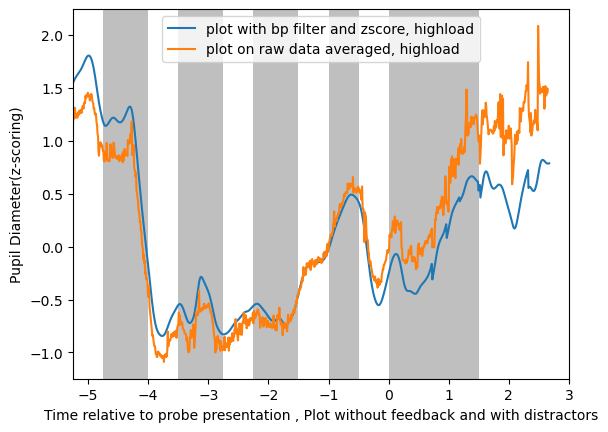 plot with bp filter and zscore, highload
plot on raw data averaged, highload
Pupil Diameter(z-scoring)
2.0
1.5
1.0
0.5
0.0
−0.5
−1.0
−5 −4 −3 −2 −1 0 1 2 3
Time relative to probe presentation , Plot without feedback and with distractors